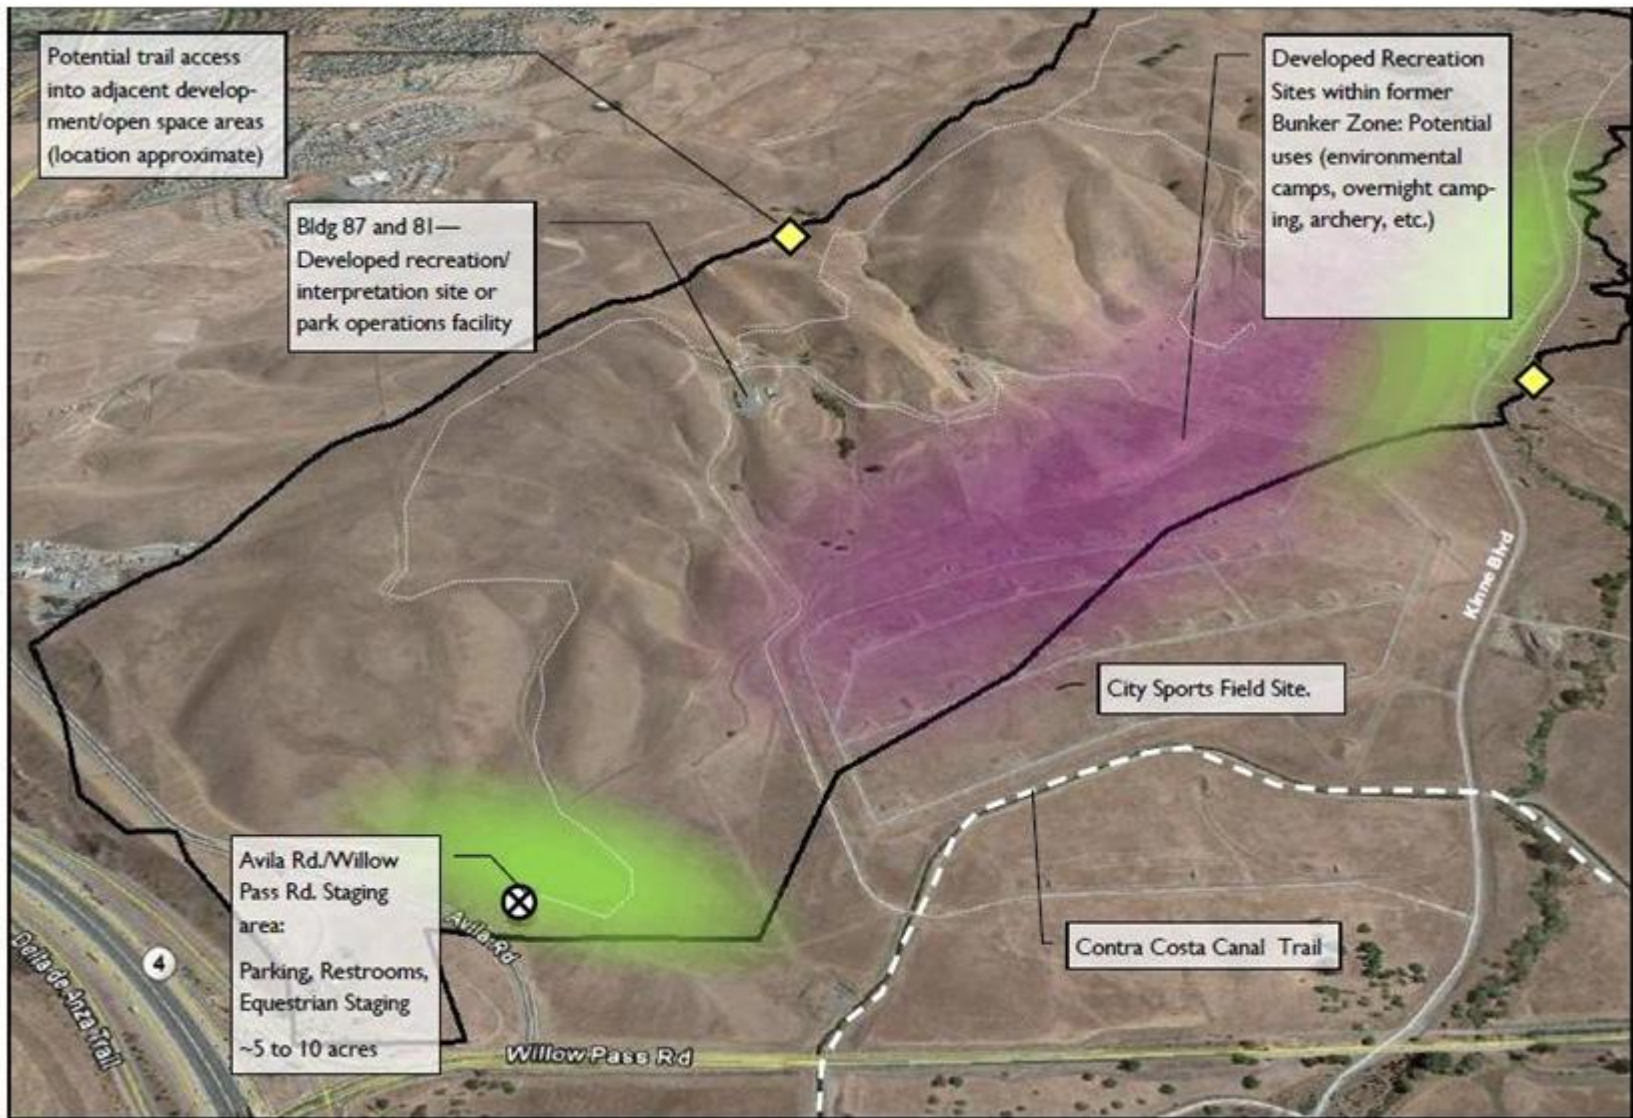 Potential trail access
into adjacent develop-
ment/open space areas
(location approximate)
Bldg 87 and 81—
Developed recreation/
interpretation site or
park operations facility
Developed Recreation
Sites within former
Bunker Zone: Potential
uses (environmental
camps, overnight camp-
ing, archery, etc.)
Kinne Blvd
City Sports Field Site.
Avila Rd./Willow
Pass Rd. Staging
area:
Parking, Restrooms,
Equestrian Staging
~5 to 10 acres
Avila Rd
4
Delta de Anza Trail
Contra Costa Canal Trail
Willow Pass Rd